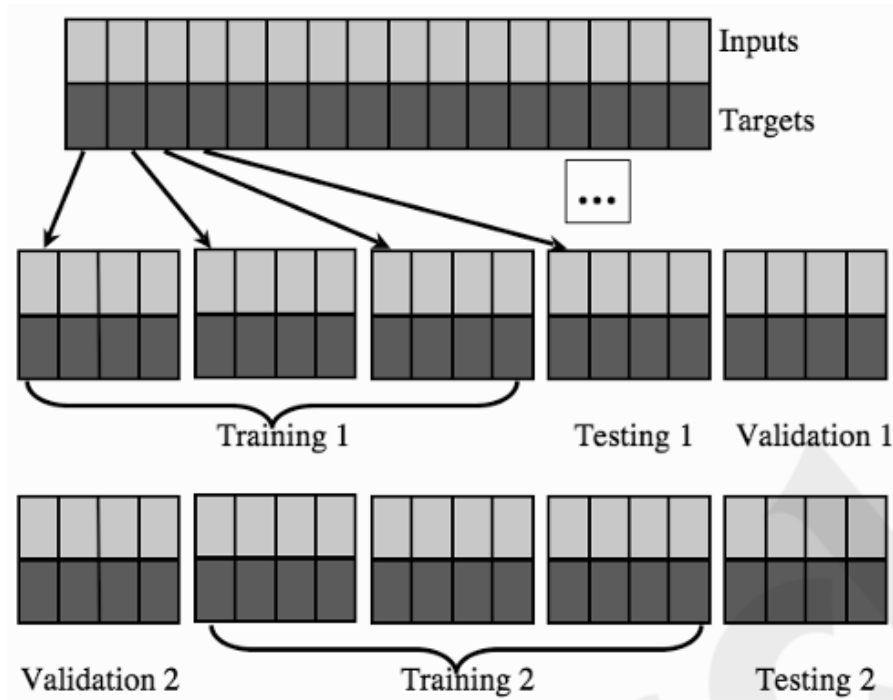 Inputs
Targets
...
Training 1
Testing 1
Validation 1
Validation 2
Training 2
Testing 2